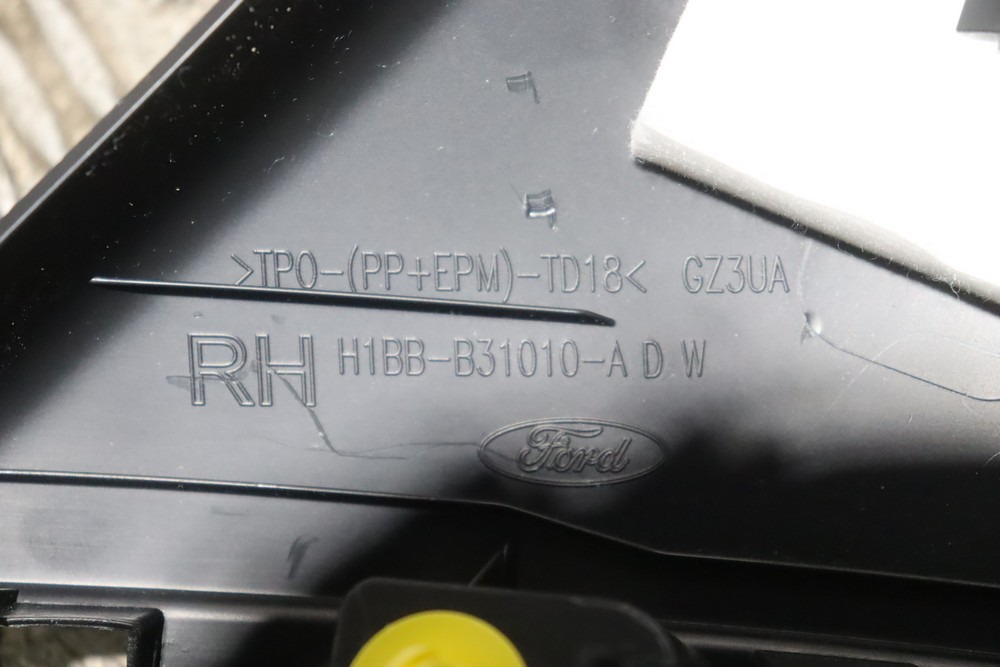 >TPO-(PP+EPM)-TD18< GZ3UA
RH H1BB-B31010-A D W
Ford